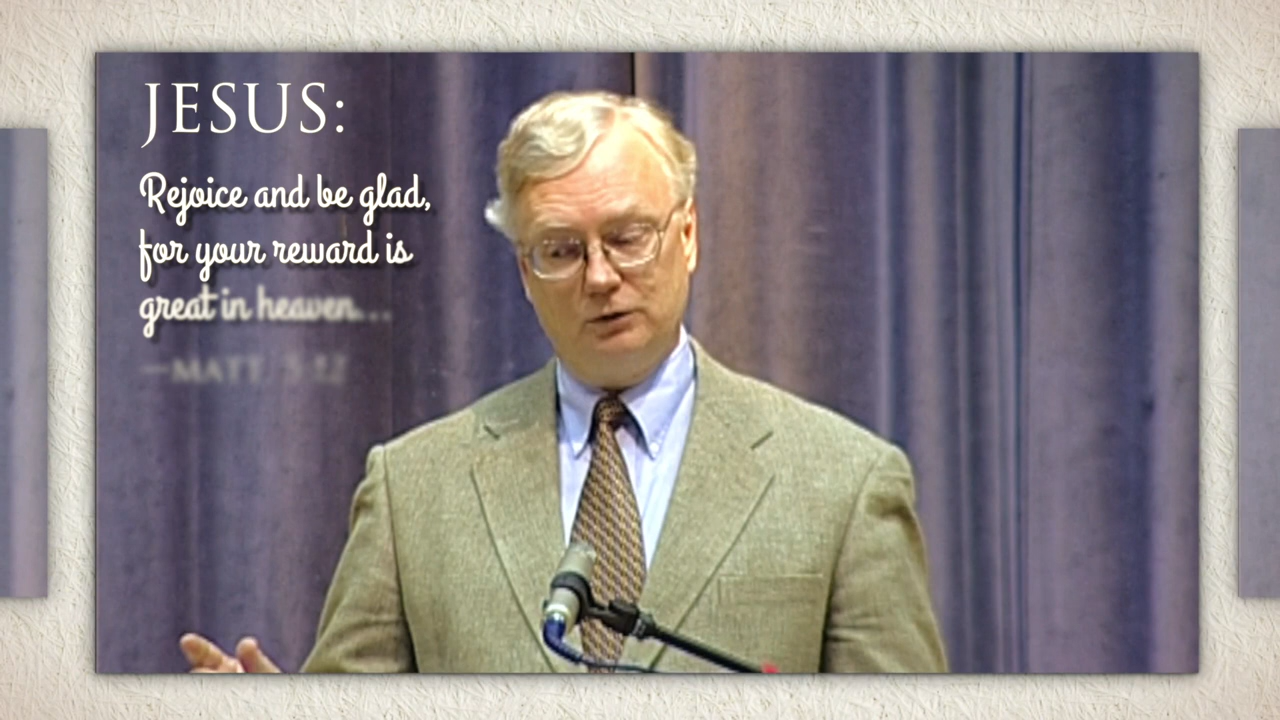 JESUS:
Rejoice and be glad,
for your reward is
great in heaven...
—MATT. 5:12